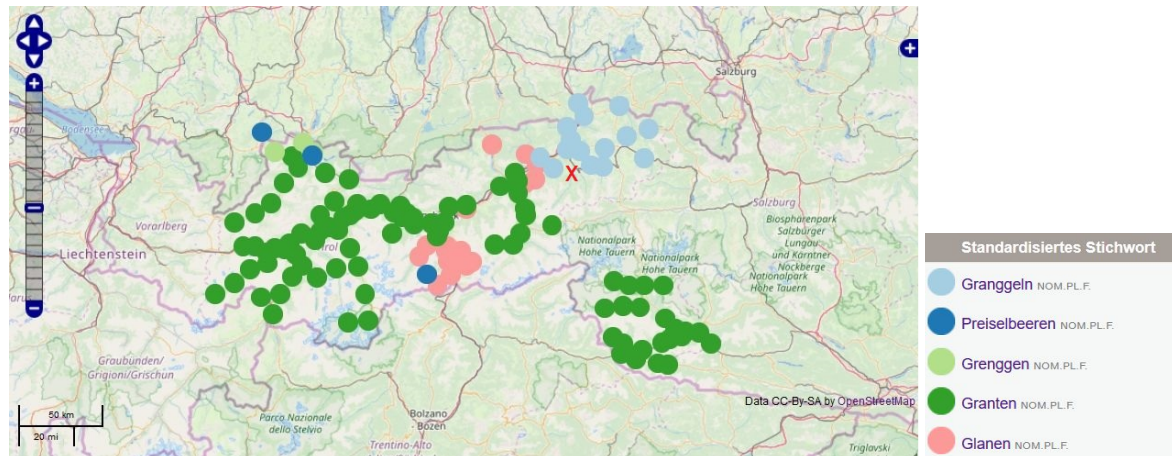 Salzburg
Bodensee
Vorarlberg
Liechtenstein
Salzburg
Biosphärenpark
Salzburger
Lungau
und Kärntner
Nockberge
Nationalpark
Hohe Tauern
Nationalpark
Hohe Tauern
Nationalpark
Hohe Tauern
X
Graubünden/
Grigioni/Grischun
Parco Nazionale
dello Stelvio
Bolzano
- Bozen
Trentino-Alto
Triglavski
50 km
20 mi
Data CC-By-SA by OpenStreetMap
Standardisiertes Stichwort
Granggeln NOM.PL.F.
Preiselbeeren NOM.PL.F.
Grenggen NOM.PL.F.
Granten NOM.PL.F.
Glanen NOM.PL.F.